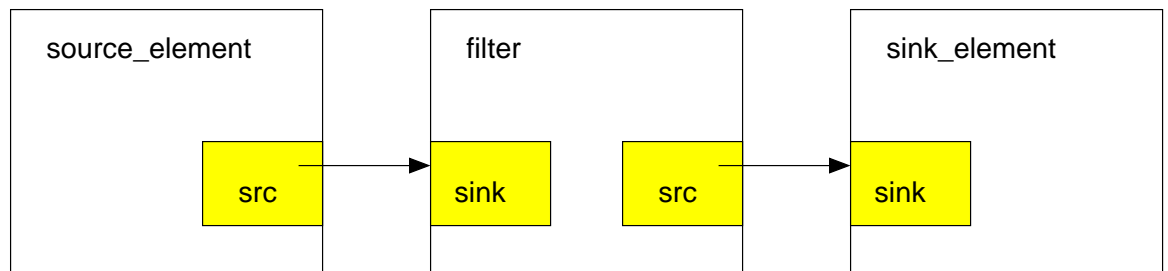 source_element
filter
sink_element
src
sink
src
sink